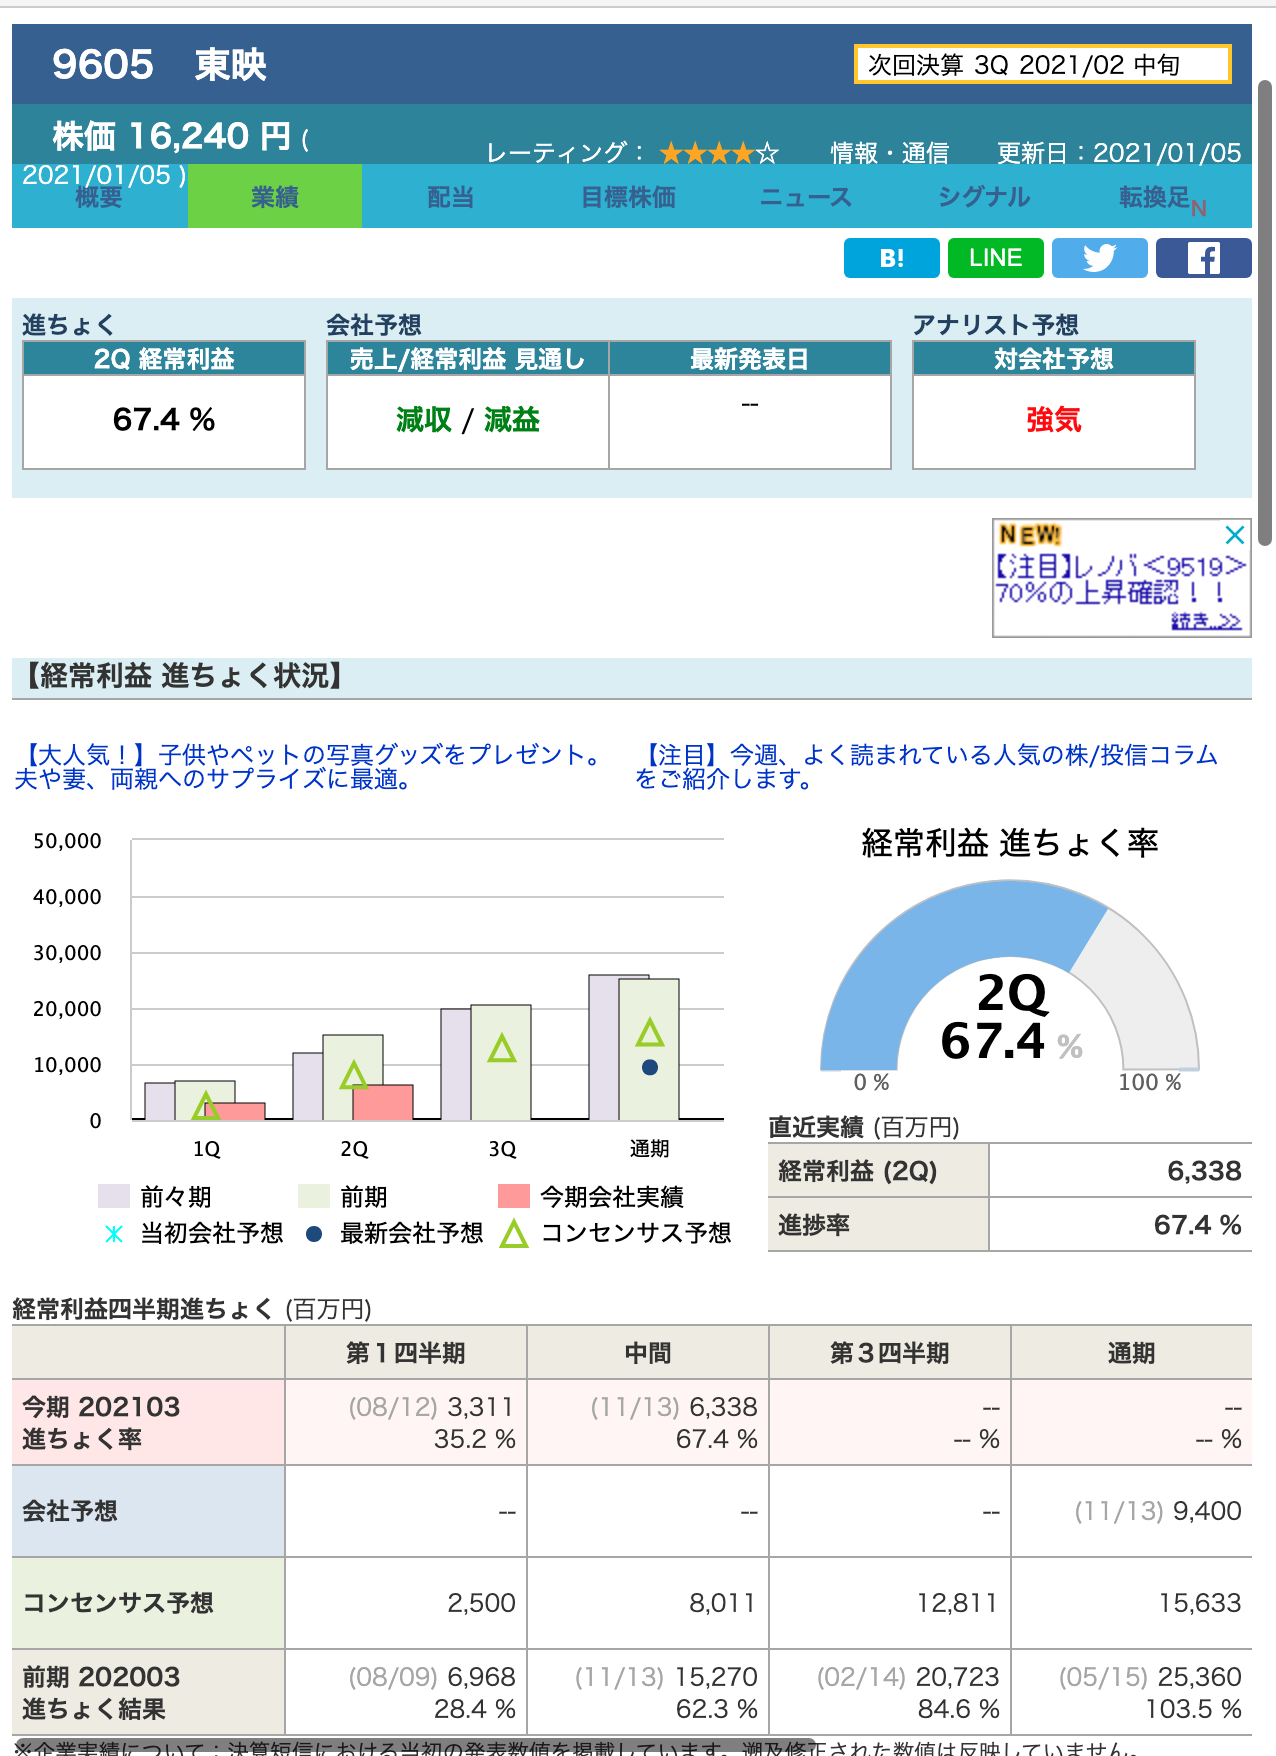 9605 東映
次回決算 3Q 2021/02 中旬
株価 16,240 円 (
2021/01/05 )
レーティング： ★★★★☆ 情報・通信 更新日：2021/01/05
概要 業績 配当 目標株価 ニュース シグナル 転換足N
B! LINE
進ちょく 会社予想 アナリスト予想
2Q 経常利益 売上/経常利益 見通し 最新発表日 対会社予想
67.4 % 減収 / 減益 -- 強気
NEW!
【注目】レノバ<9519>
70%の上昇確認！！
続き..>>
【経常利益 進ちょく状況】
【大人気！】子供やペットの写真グッズをプレゼント。
夫や妻、両親へのサプライズに最適。
【注目】今週、よく読まれている人気の株/投信コラム
をご紹介します。
50,000
40,000
30,000
20,000
10,000
0
1Q 2Q 3Q 通期
前々期 前期 今期会社実績
当初会社予想 最新会社予想 コンセンサス予想
経常利益 進ちょく率
2Q
67.4 %
0 % 100 %
直近実績 (百万円)
経常利益 (2Q) 6,338
進捗率 67.4 %
経常利益四半期進ちょく (百万円)
第１四半期 中間 第３四半期 通期
今期 202103 (08/12) 3,311 (11/13) 6,338 -- --
進ちょく率 35.2 % 67.4 % -- % -- %
会社予想 -- -- -- (11/13) 9,400
コンセンサス予想 2,500 8,011 12,811 15,633
前期 202003 (08/09) 6,968 (11/13) 15,270 (02/14) 20,723 (05/15) 25,360
進ちょく結果 28.4 % 62.3 % 84.6 % 103.5 %
※企業実績について：決算短信における当初の発表数値を掲載しています。遡及修正された数値は反映していません。